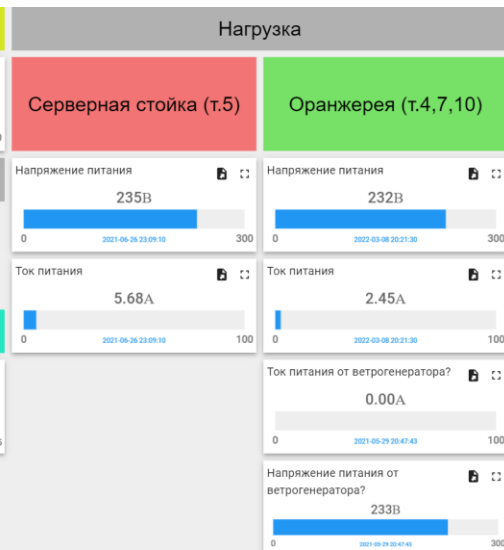 Нагрузка
Серверная стойка (т.5)
Оранжерея (т.4,7,10)
Напряжение питания
235В
0
2021-06-26 23:09:10
300
Напряжение питания
232В
0
2022-03-08 20:21:30
300
Ток питания
5.68А
0
2021-06-26 23:09:10
100
Ток питания
2.45А
0
2022-03-08 20:21:30
100
Ток питания от ветрогенератора?
0.00А
0
2021-05-29 20:47:43
100
Напряжение питания от
ветрогенератора?
233В
0
2021-05-29 20:47:43
300